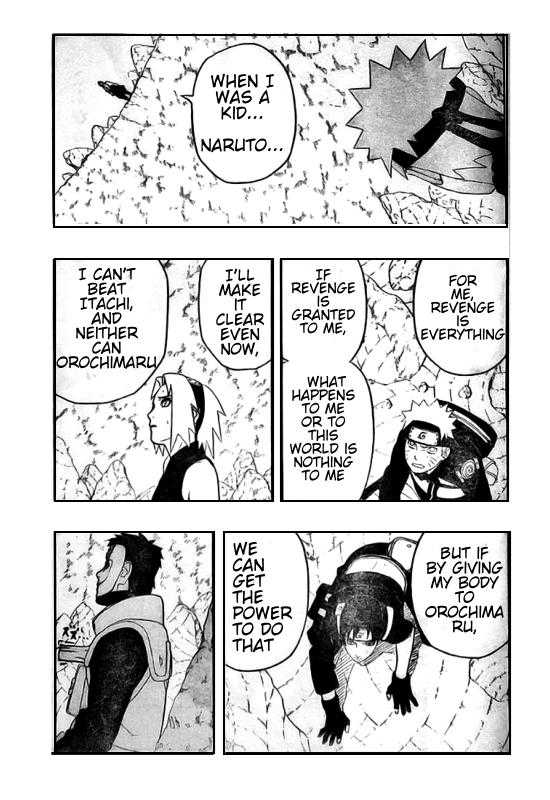 WHEN I
WAS A
KID...
NARUTO...
FOR
ME,
REVENGE
IS
EVERYTHING
IF
REVENGE
IS
GRANTED
TO ME,
WHAT
HAPPENS
TO ME
OR TO
THIS
WORLD IS
NOTHING
TO ME
I'LL
MAKE
IT
CLEAR
EVEN
NOW,
I CAN'T
BEAT
ITACHI,
AND
NEITHER
CAN
OROCHIMARU
BUT IF
BY GIVING
MY BODY
TO
OROCHIMA
RU,
WE
CAN
GET
THE
POWER
TO DO
THAT